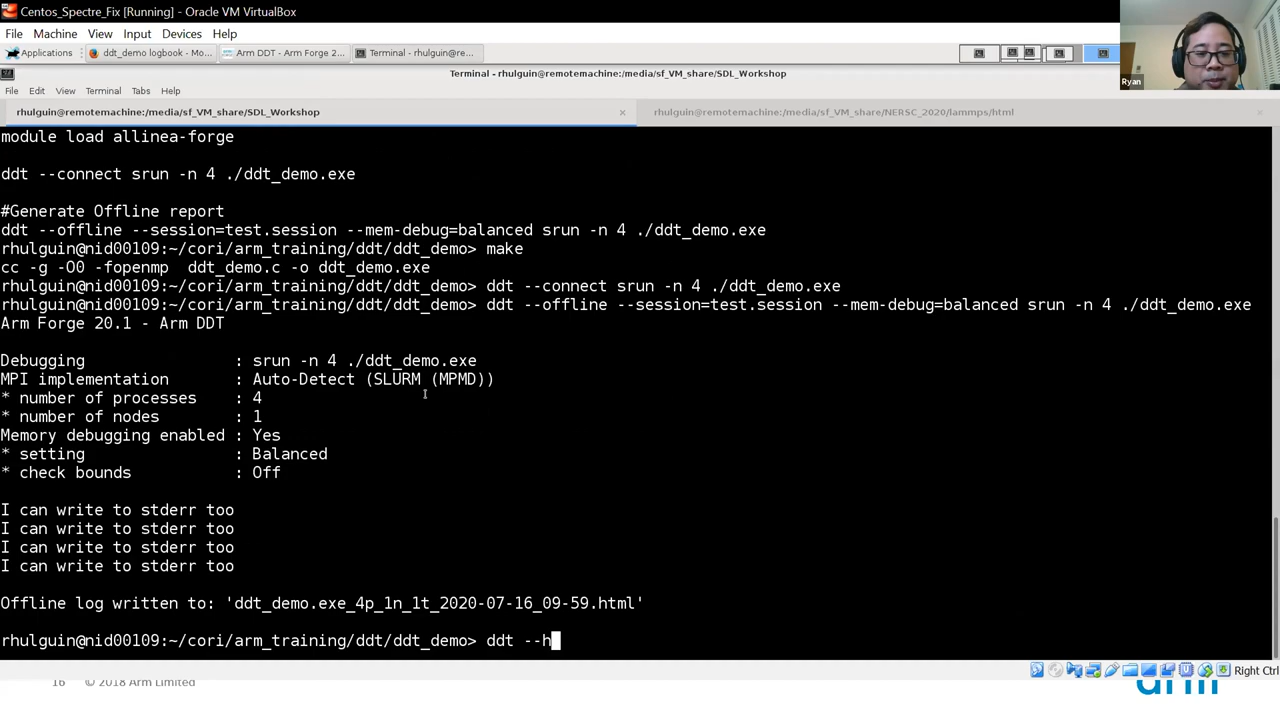 Centos_Spectre_Fix [Running] - Oracle VM VirtualBox
File Machine View Input Devices Help
Applications ddt_demo logbook - Mo... Arm DDT - Arm Forge 2... Terminal - rhulguin@re...
Ryan
Terminal - rhulguin@remotemachine:/media/sf_VM_share/SDL_Workshop
File Edit View Terminal Tabs Help
rhulguin@remotemachine:/media/sf_VM_share/SDL_Workshop × rhulguin@remotemachine:/media/sf_VM_share/NERSC_2020/lammps/html ×
module load allinea-forge
ddt --connect srun -n 4 ./ddt_demo.exe
#Generate Offline report
ddt --offline --session=test.session --mem-debug=balanced srun -n 4 ./ddt_demo.exe
rhulguin@nid00109:~/cori/arm_training/ddt/ddt_demo> make
cc -g -O0 -fopenmp  ddt_demo.c -o ddt_demo.exe
rhulguin@nid00109:~/cori/arm_training/ddt/ddt_demo> ddt --connect srun -n 4 ./ddt_demo.exe
rhulguin@nid00109:~/cori/arm_training/ddt/ddt_demo> ddt --offline --session=test.session --mem-debug=balanced srun -n 4 ./ddt_demo.exe
Arm Forge 20.1 - Arm DDT
Debugging : srun -n 4 ./ddt_demo.exe
MPI implementation : Auto-Detect (SLURM (MPMD))
* number of processes : 4
* number of nodes : 1
Memory debugging enabled : Yes
* setting : Balanced
* check bounds : Off
I can write to stderr too
I can write to stderr too
I can write to stderr too
I can write to stderr too
Offline log written to: 'ddt_demo.exe_4p_1n_1t_2020-07-16_09-59.html'
rhulguin@nid00109:~/cori/arm_training/ddt/ddt_demo> ddt --h
Right Ctrl
16 © 2018 Arm Limited
arm